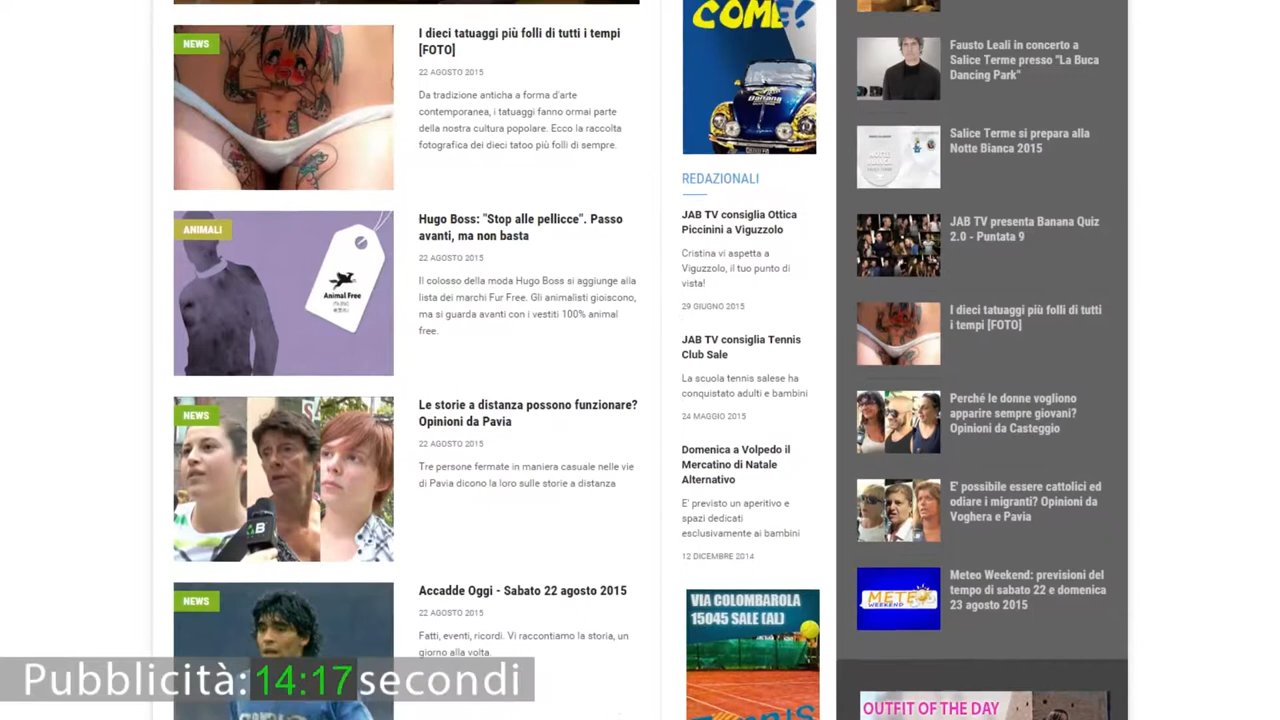 NEWS
I dieci tatuaggi più folli di tutti i tempi
[FOTO]
22 AGOSTO 2015
Da tradizione anticha a forma d'arte
contemporanea, i tatuaggi fanno ormai parte
della nostra cultura popolare. Ecco la raccolta
fotografica dei dieci tatoo più folli di sempre.
ANIMALI
Animal Free
Hugo Boss: "Stop alle pellicce". Passo
avanti, ma non basta
22 AGOSTO 2015
Il colosso della moda Hugo Boss si aggiunge alla
lista dei marchi Fur Free. Gli animalisti gioiscono,
ma si guarda avanti con i vestiti 100% animal
free.
NEWS
Le storie a distanza possono funzionare?
Opinioni da Pavia
22 AGOSTO 2015
Tre persone fermate in maniera casuale nelle vie
di Pavia dicono la loro sulle storie a distanza
NEWS
Accadde Oggi - Sabato 22 agosto 2015
22 AGOSTO 2015
Fatti, eventi, ricordi. Vi raccontiamo la storia, un
giorno alla volta.
Pubblicità: 14:17 secondi
COME!
Banana
REDAZIONALI
JAB TV consiglia Ottica
Piccinini a Viguzzolo
Cristina vi aspetta a
Viguzzolo, il tuo punto di
vista!
29 GIUGNO 2015
JAB TV consiglia Tennis
Club Sale
La scuola tennis salese ha
conquistato adulti e bambini
24 MAGGIO 2015
Domenica a Volpedo il
Mercatino di Natale
Alternativo
E' previsto un aperitivo e
spazi dedicati
esclusivamente ai bambini
12 DICEMBRE 2014
VIA COLOMBAROLA
15045 SALE (AL)
Tennis
Fausto Leali in concerto a
Salice Terme presso "La Buca
Dancing Park"
Salice Terme si prepara alla
Notte Bianca 2015
JAB TV presenta Banana Quiz
2.0 - Puntata 9
I dieci tatuaggi più folli di tutti
i tempi [FOTO]
Perché le donne vogliono
apparire sempre giovani?
Opinioni da Casteggio
E' possibile essere cattolici ed
odiare i migranti? Opinioni da
Voghera e Pavia
METEO
WEEKEND
Meteo Weekend: previsioni del
tempo di sabato 22 e domenica
23 agosto 2015
OUTFIT OF THE DAY